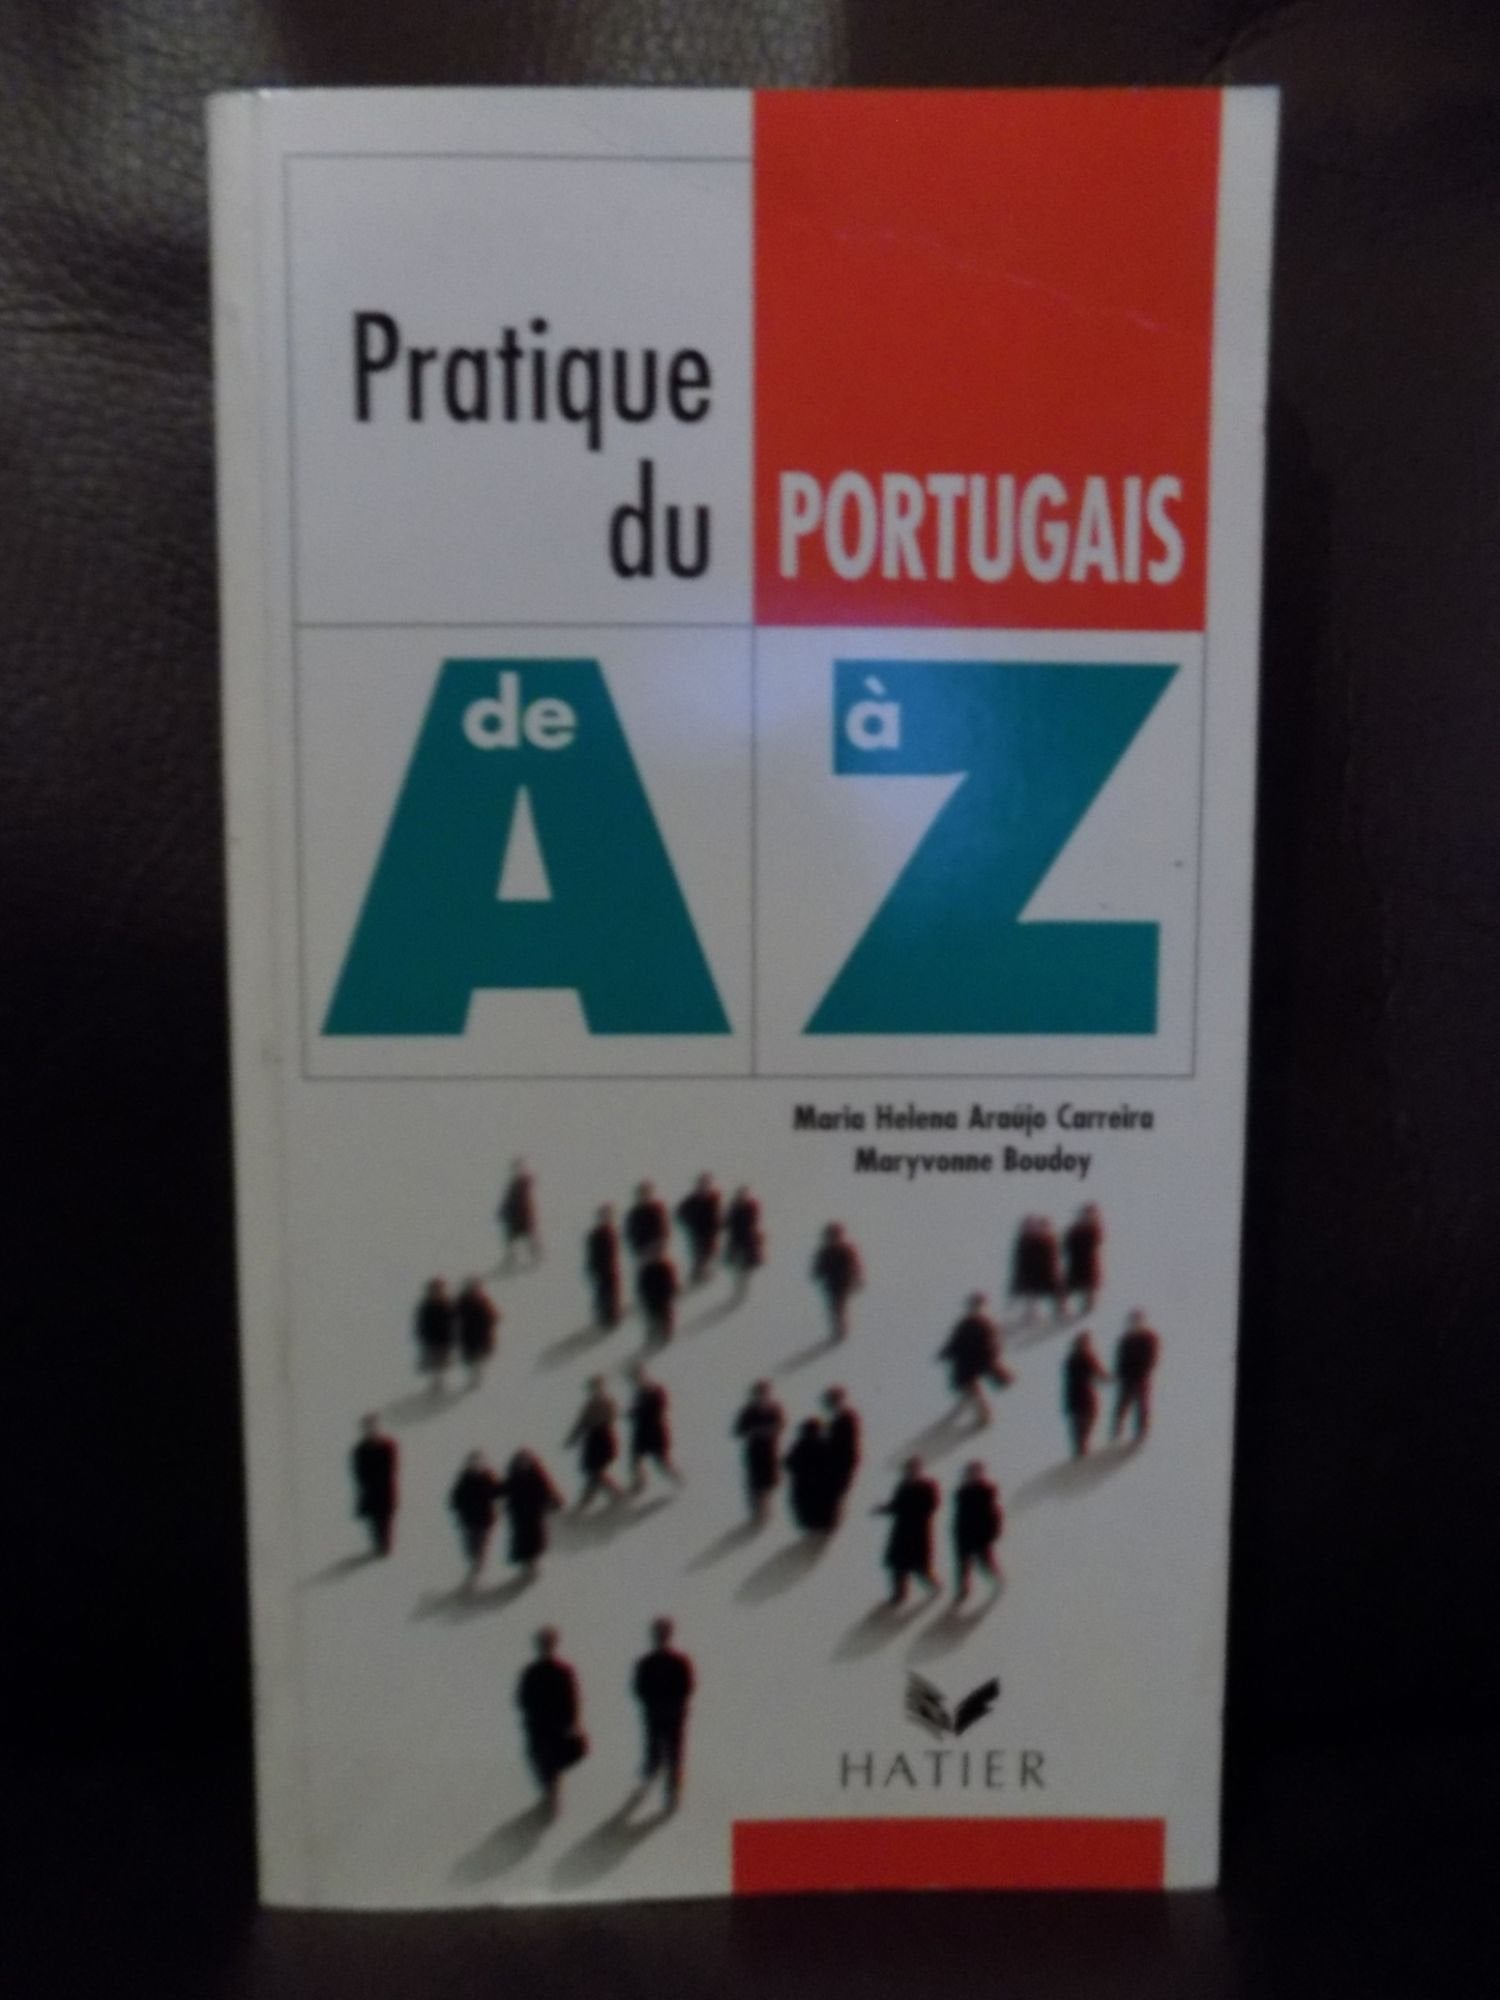 Pratique
du PORTUGAIS
de à
A Z
Maria Helena Araújo Carreira
Maryvonne Boudoy
HATIER